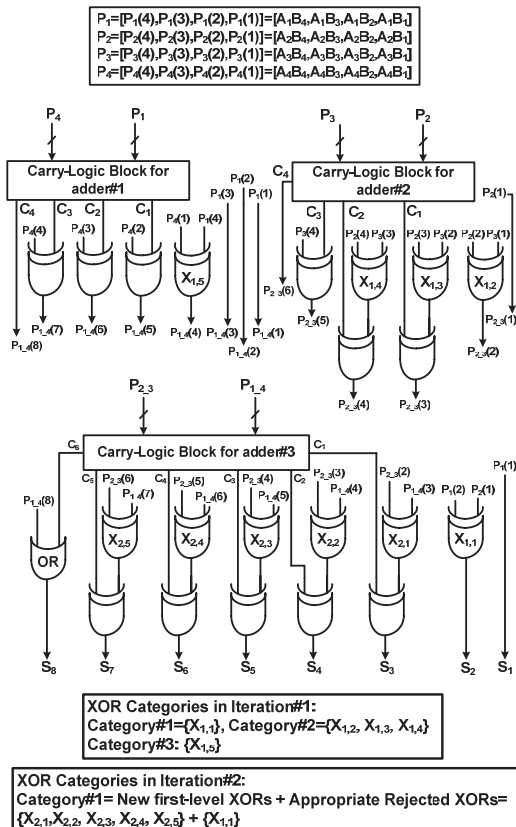 P1=[P1(4),P1(3),P1(2),P1(1)]=[A1B4,A1B3,A1B2,A1B1]
P2=[P2(4),P2(3),P2(2),P2(1)]=[A2B4,A2B3,A2B2,A2B1]
P3=[P3(4),P3(3),P3(2),P3(1)]=[A3B4,A3B3,A3B2,A3B1]
P4=[P4(4),P4(3),P4(2),P4(1)]=[A4B4,A4B3,A4B2,A4B1]
P4 P1
Carry-Logic Block for adder#1
C4 C3 C2 C1
P4(4) P4(3) P4(2) P4(1) P1(4)
X1,5
P1_4(8) P1_4(7) P1_4(6) P1_4(5) P1_4(4)
P1(3) P1(2) P1(1)
P1_4(3) P1_4(2) P1_4(1)
P3 P2
Carry-Logic Block for adder#2
C4 C3 C2 C1
P3(4) P2(4) P3(3) P2(3) P3(2) P2(2) P3(1) P2(1)
X1,4 X1,3 X1,2
P2_3(6) P2_3(5) P2_3(4) P2_3(3) P2_3(2) P2_3(1)
P2_3 P1_4
Carry-Logic Block for adder#3
C6 C5 C4 C3 C2 C1
P1_4(8) P2_3(6) P1_4(7) P2_3(5) P1_4(6) P2_3(4) P1_4(5) P2_3(3) P1_4(4) P2_3(2) P1_4(3) P1(2) P2(1) P1(1)
OR X2,5 X2,4 X2,3 X2,2 X2,1 X1,1
S8 S7 S6 S5 S4 S3 S2 S1
XOR Categories in Iteration#1:
Category#1={X1,1}, Category#2={X1,2, X1,3, X1,4}
Category#3: {X1,5}
XOR Categories in Iteration#2:
Category#1= New first-level XORs + Appropriate Rejected XORs=
{X2,1,X2,2, X2,3, X2,4, X2,5} + {X1,1}